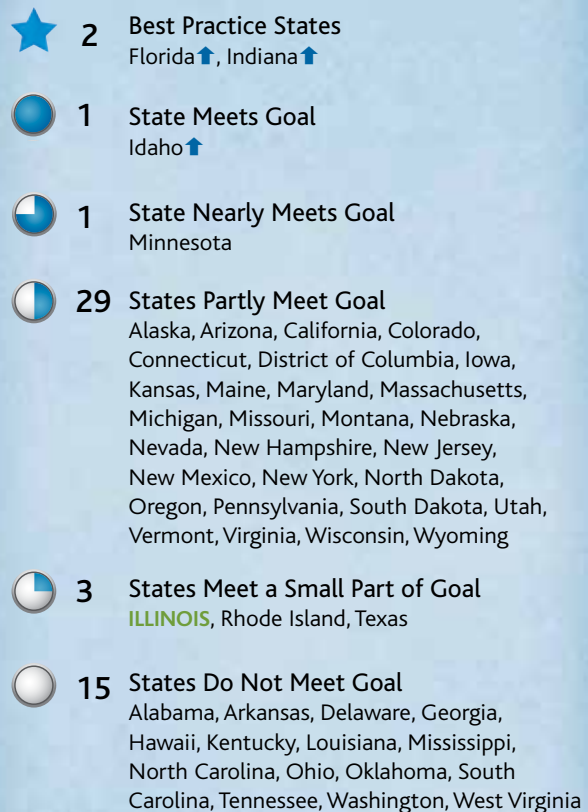 2 Best Practice States
Florida⬆, Indiana⬆
1 State Meets Goal
Idaho⬆
1 State Nearly Meets Goal
Minnesota
29 States Partly Meet Goal
Alaska, Arizona, California, Colorado,
Connecticut, District of Columbia, Iowa,
Kansas, Maine, Maryland, Massachusetts,
Michigan, Missouri, Montana, Nebraska,
Nevada, New Hampshire, New Jersey,
New Mexico, New York, North Dakota,
Oregon, Pennsylvania, South Dakota, Utah,
Vermont, Virginia, Wisconsin, Wyoming
3 States Meet a Small Part of Goal
ILLINOIS, Rhode Island, Texas
15 States Do Not Meet Goal
Alabama, Arkansas, Delaware, Georgia,
Hawaii, Kentucky, Louisiana, Mississippi,
North Carolina, Ohio, Oklahoma, South
Carolina, Tennessee, Washington, West Virginia